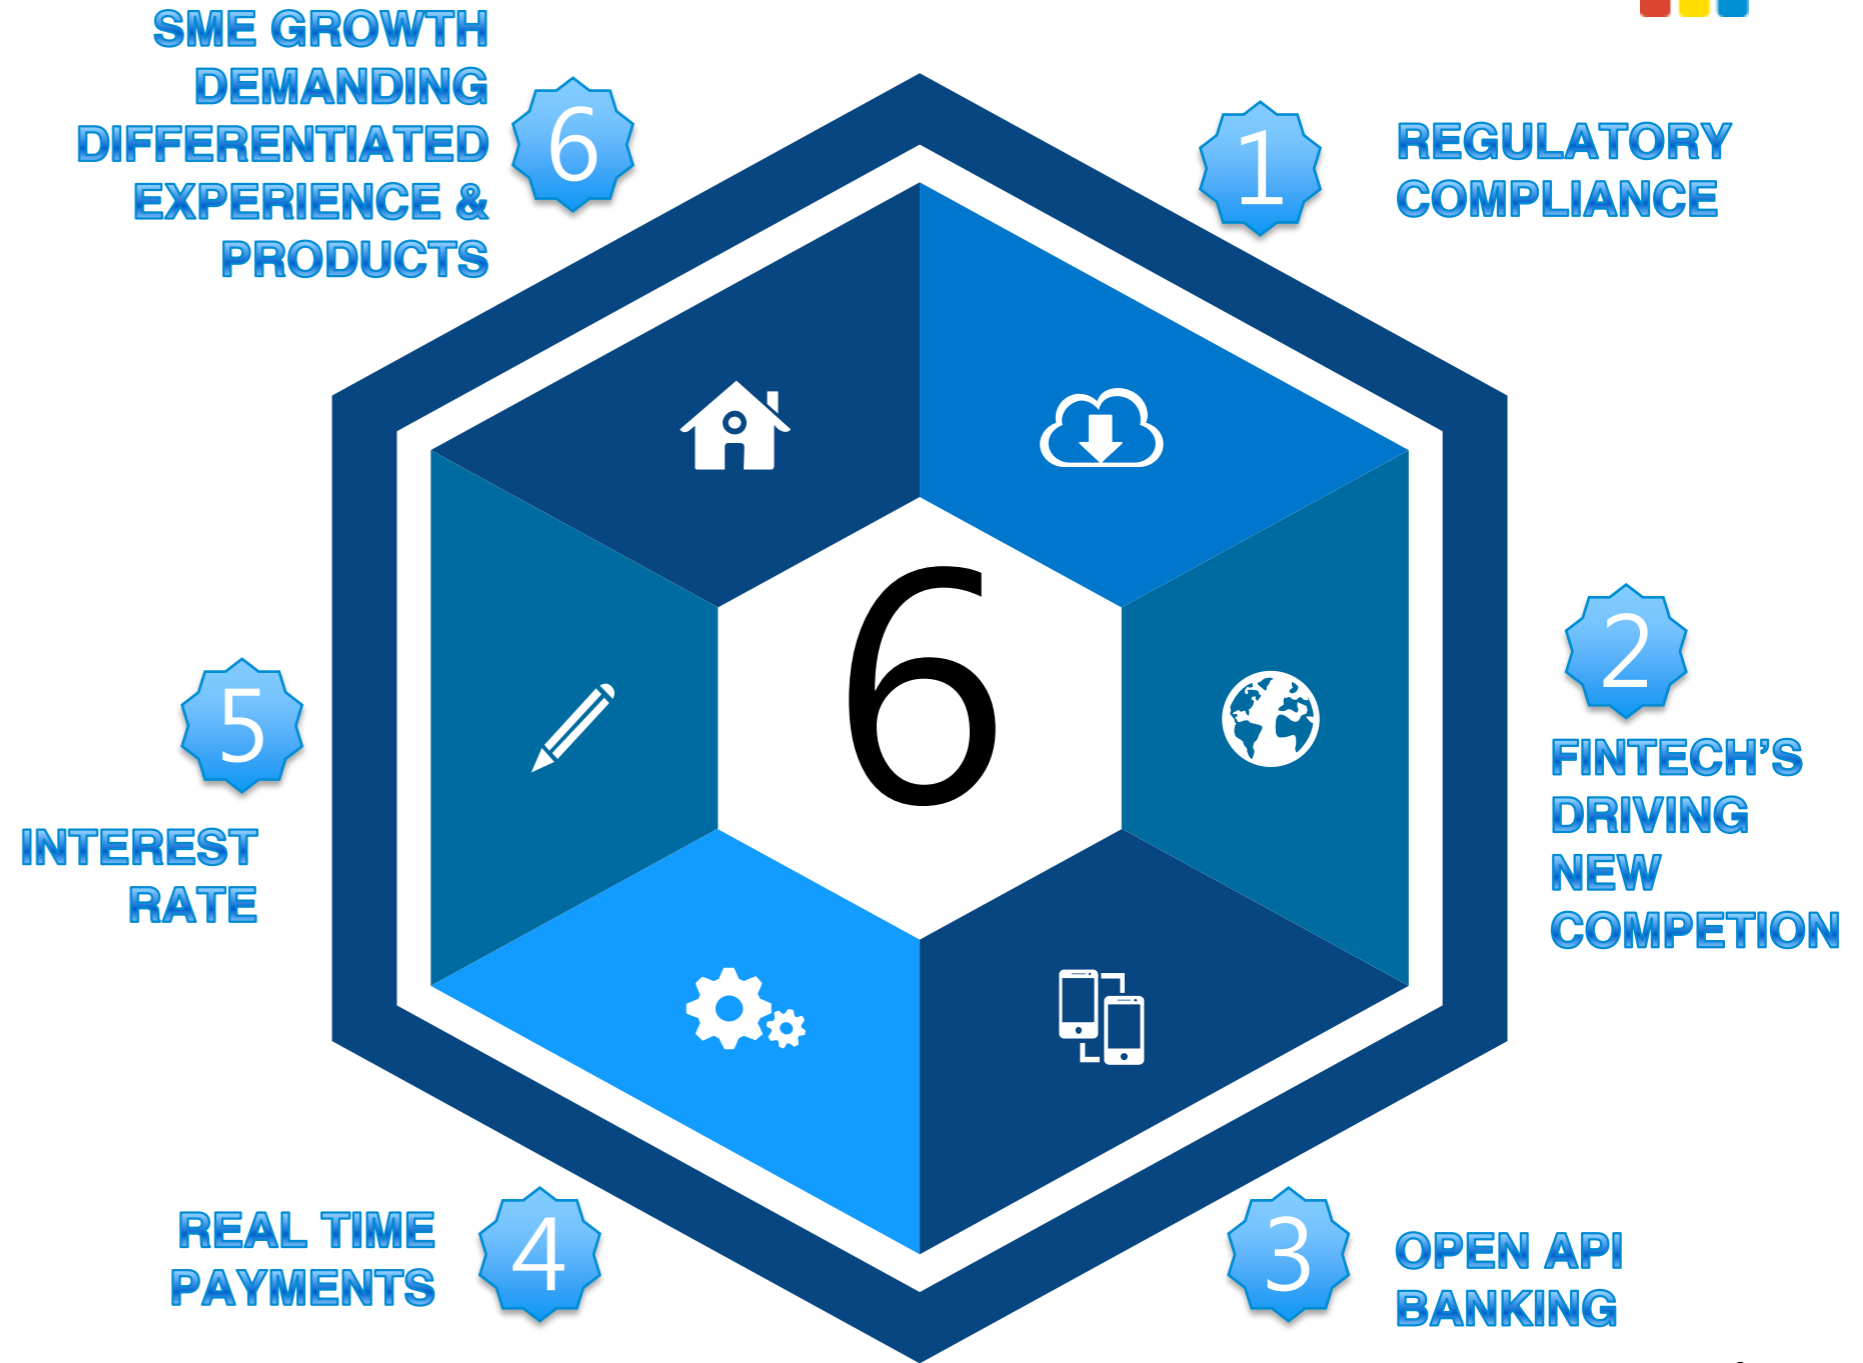 SME GROWTH
DEMANDING
DIFFERENTIATED
EXPERIENCE &
PRODUCTS
6
1
REGULATORY
COMPLIANCE
6
2
FINTECH’S
DRIVING
NEW
COMPETION
5
INTEREST
RATE
REAL TIME
PAYMENTS
4
3
OPEN API
BANKING